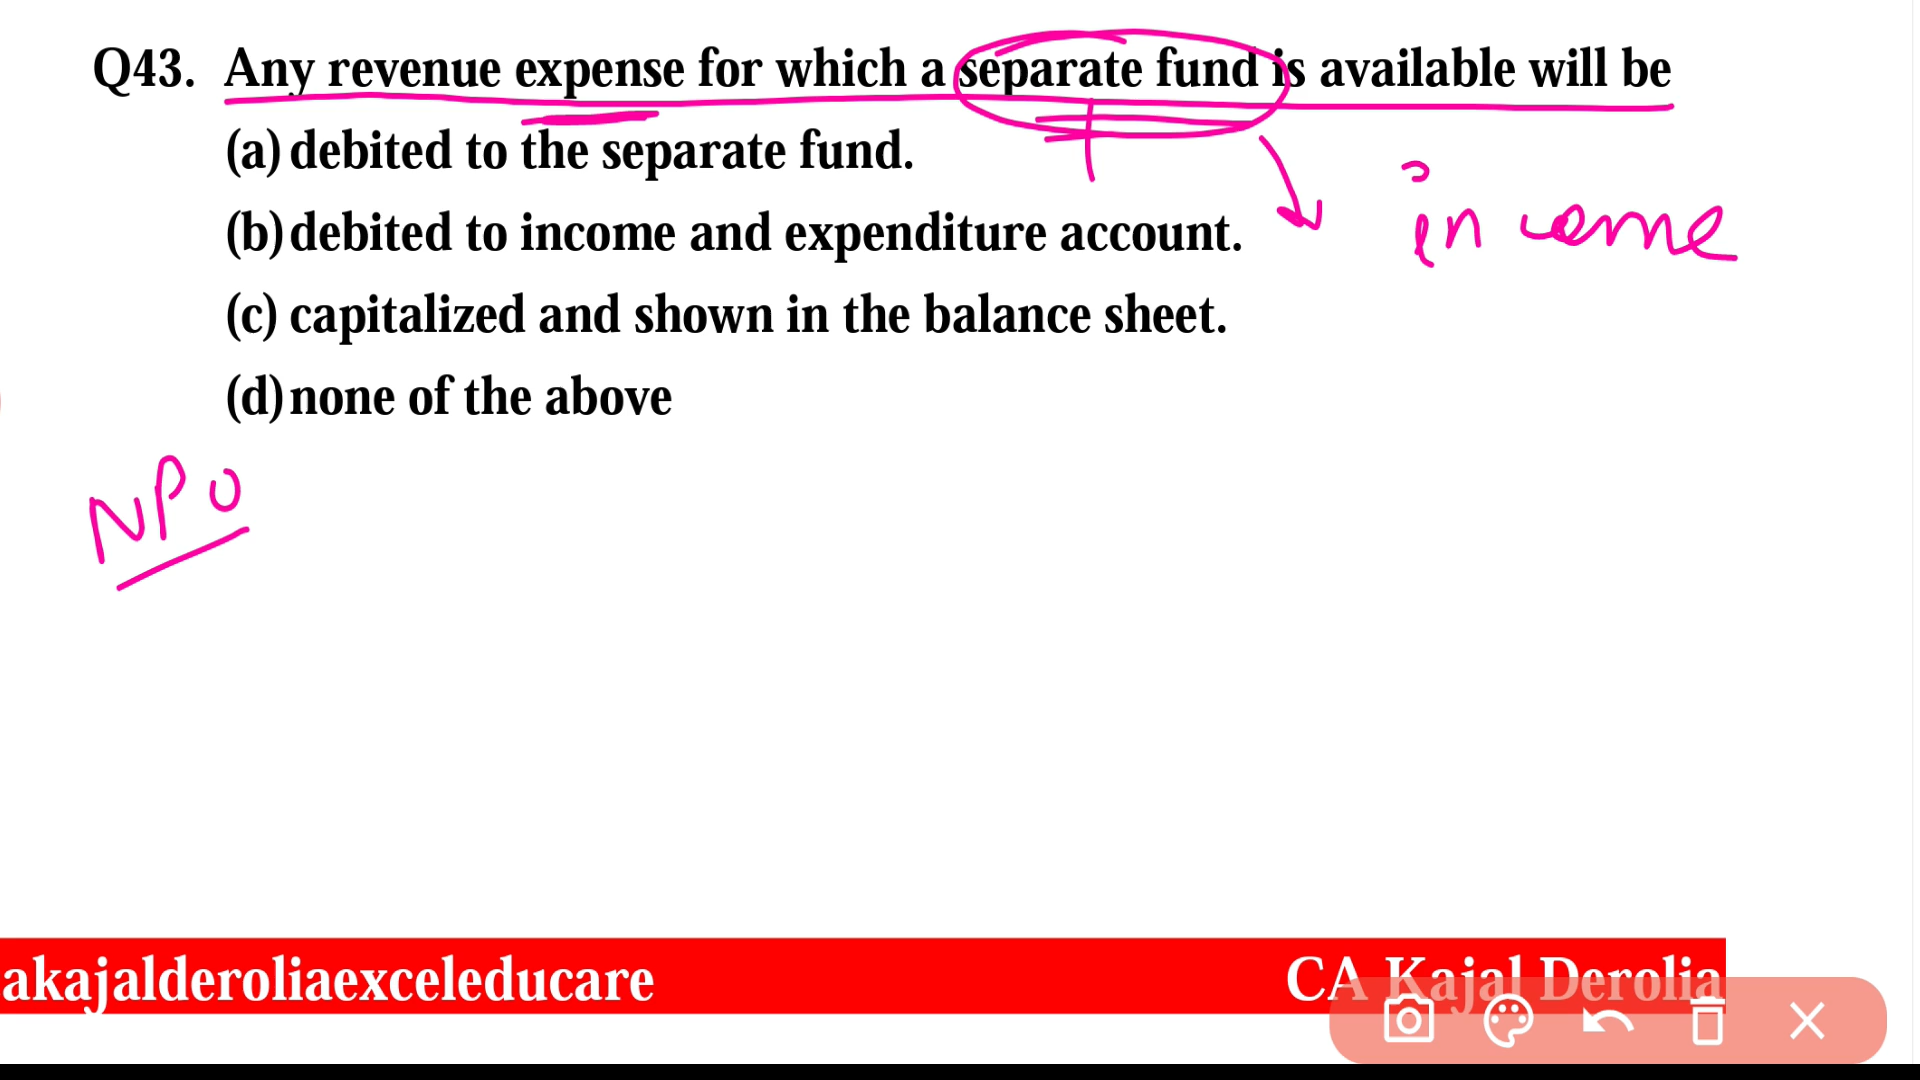 Q43. Any revenue expense for which a separate fund is available will be
(a) debited to the separate fund.
(b) debited to income and expenditure account.
income
(c) capitalized and shown in the balance sheet.
(d) none of the above
NPO
akajalderoliaexceleducare
CA Kajal Derolia